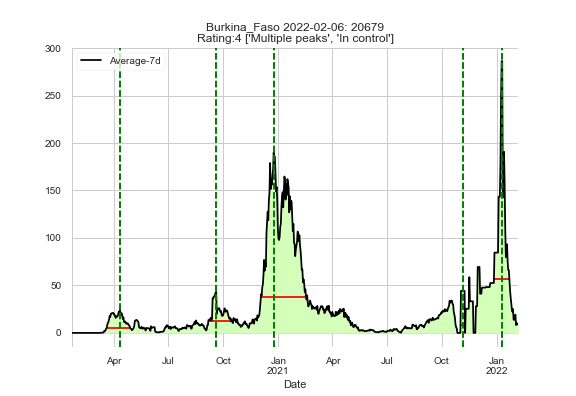 Burkina_Faso 2022-02-06: 20679
Rating:4 ['Multiple peaks', 'In control']
300
250
200
150
100
50
0
Average-7d
Apr
Jul
Oct
Jan
2021
Apr
Jul
Oct
Jan
2022
Date